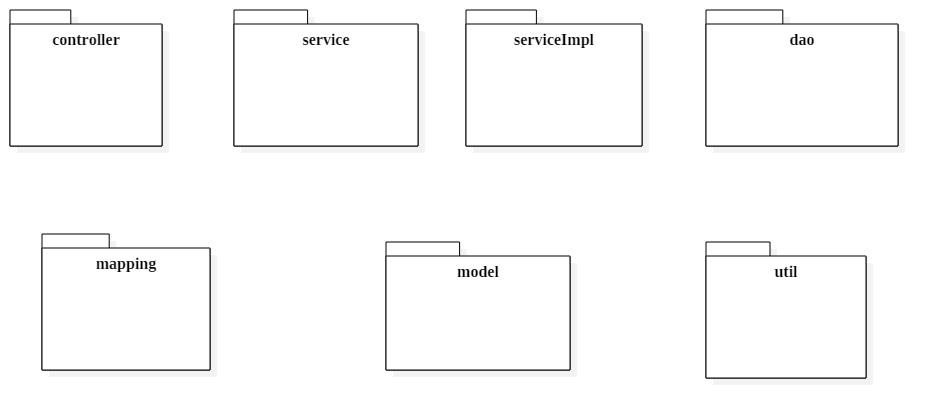 controller
service
serviceImpl
dao
mapping
model
util